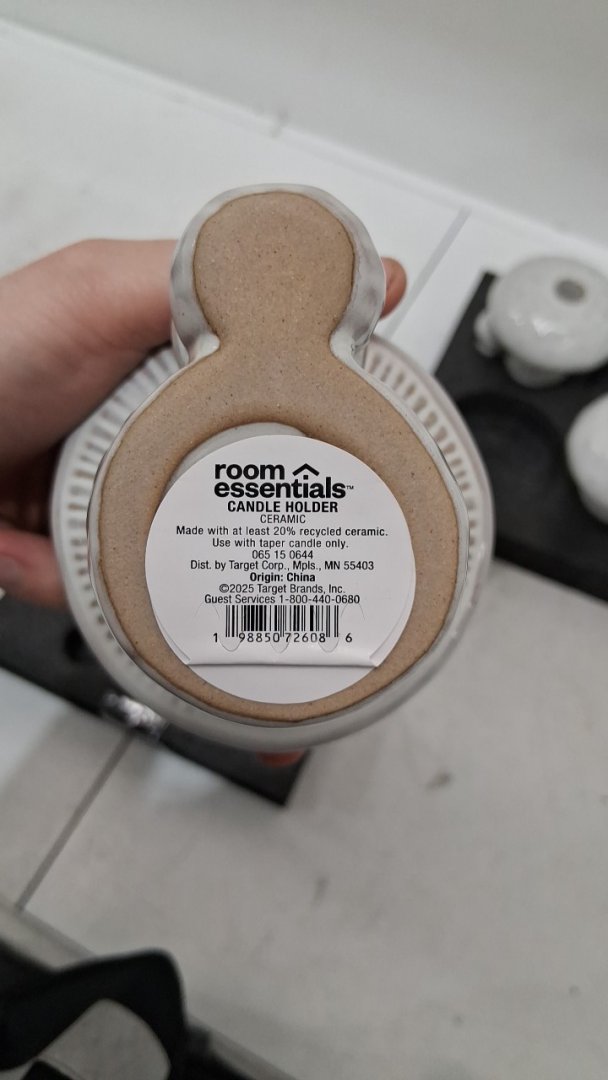 room
essentials™
CANDLE HOLDER
CERAMIC
Made with at least 20% recycled ceramic.
Use with taper candle only.
065 15 0644
Dist. by Target Corp., Mpls., MN 55403
Origin: China
©2025 Target Brands, Inc.
Guest Services 1-800-440-0680
1 98850 72608 6